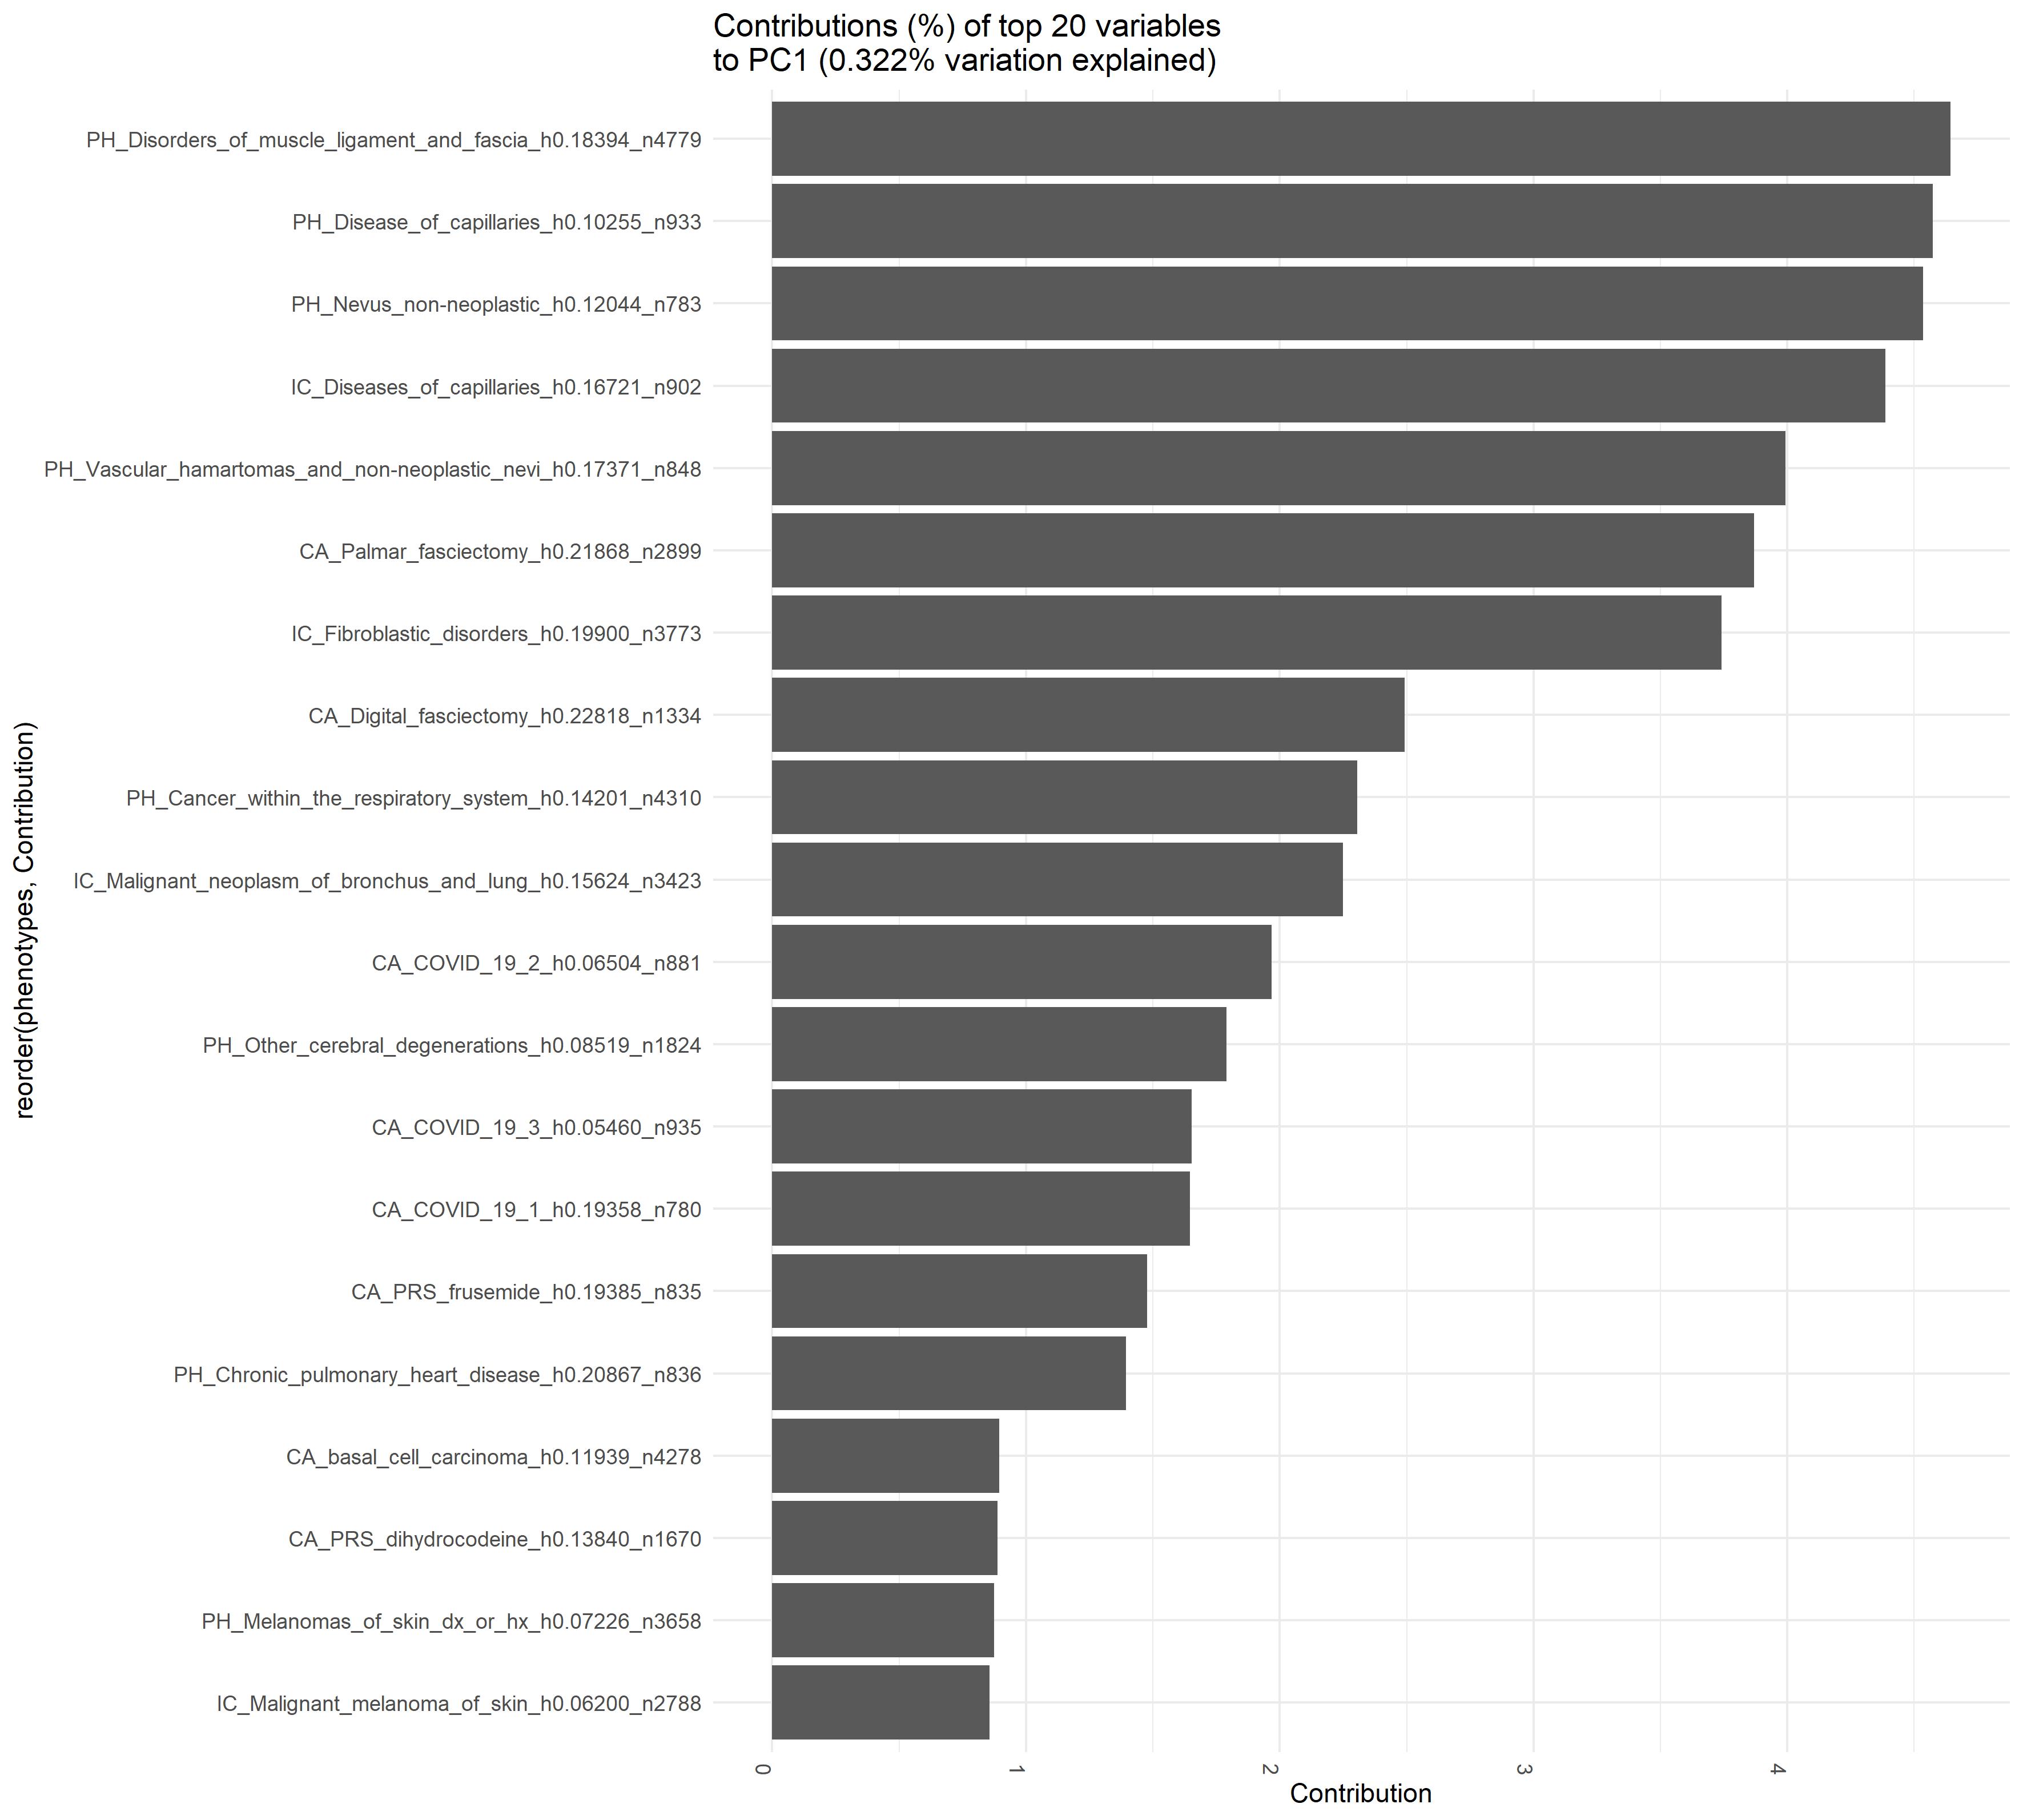 Contributions (%) of top 20 variables
to PC1 (0.322% variation explained)
PH_Disorders_of_muscle_ligament_and_fascia_h0.18394_n4779
PH_Disease_of_capillaries_h0.10255_n933
PH_Nevus_non-neoplastic_h0.12044_n783
IC_Diseases_of_capillaries_h0.16721_n902
PH_Vascular_hamartomas_and_non-neoplastic_nevi_h0.17371_n848
CA_Palmar_fasciectomy_h0.21868_n2899
IC_Fibroblastic_disorders_h0.19900_n3773
CA_Digital_fasciectomy_h0.22818_n1334
PH_Cancer_within_the_respiratory_system_h0.14201_n4310
IC_Malignant_neoplasm_of_bronchus_and_lung_h0.15624_n3423
CA_COVID_19_2_h0.06504_n881
PH_Other_cerebral_degenerations_h0.08519_n1824
CA_COVID_19_3_h0.05460_n935
CA_COVID_19_1_h0.19358_n780
CA_PRS_frusemide_h0.19385_n835
PH_Chronic_pulmonary_heart_disease_h0.20867_n836
CA_basal_cell_carcinoma_h0.11939_n4278
CA_PRS_dihydrocodeine_h0.13840_n1670
PH_Melanomas_of_skin_dx_or_hx_h0.07226_n3658
IC_Malignant_melanoma_of_skin_h0.06200_n2788
reorder(phenotypes, Contribution)
0 1 2 3 4
Contribution